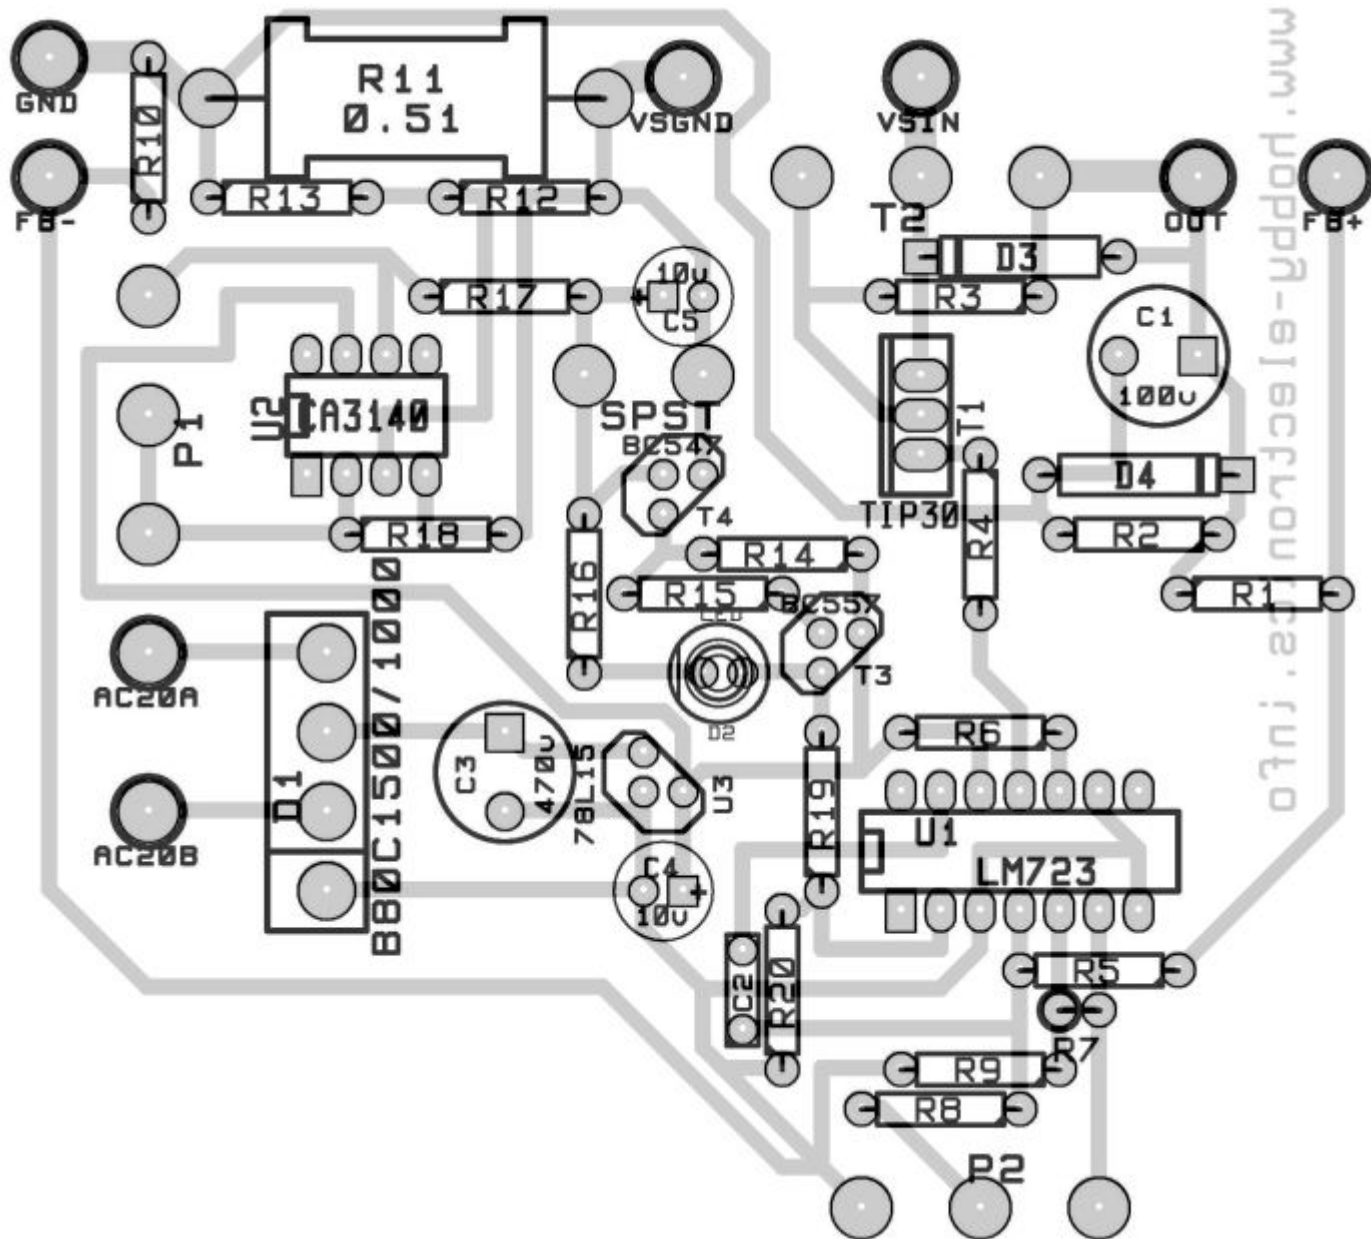 GND
R10
FB-
R11
0.51
VSGND
VSIN
R13
R12
T2
OUT
FB+
www.hobby-electronics.info
D3
R17
10u
C5
R3
C1
100u
U2
CA3140
P1
SPST
BC547
T4
T1
TIP30
R4
D4
R2
R18
R16
R14
R15
R1
BC557
LED
T3
D2
AC20A
AC20B
D1
B80C1500/1000
C3
470u
78L15
U3
C4
10u
+
+
R19
R6
U1
LM723
C2
R20
R5
R7
R9
R8
P2